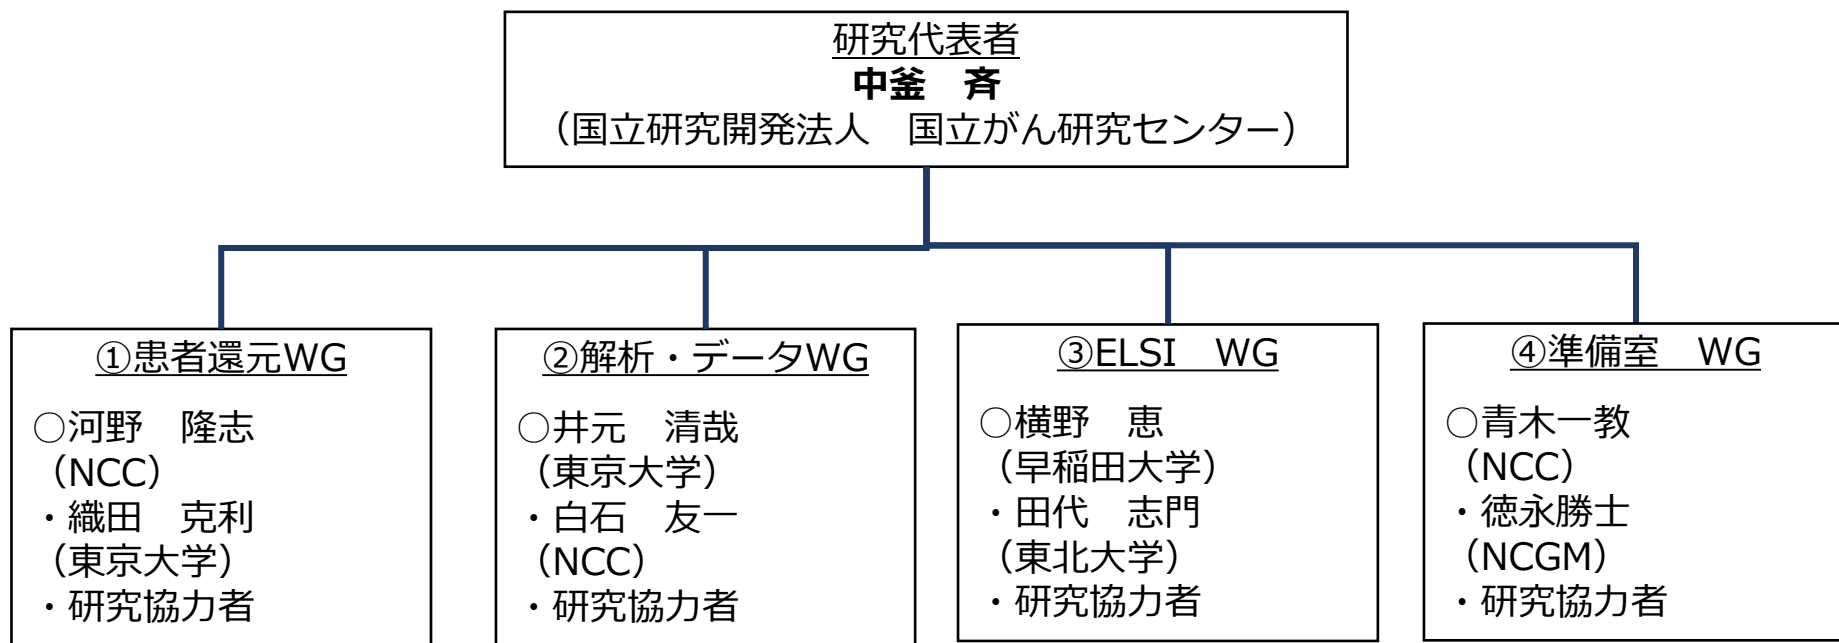 研究代表者
中釜　斉
（国立研究開発法人　国立がん研究センター）
①患者還元WG
○河野　隆志
（NCC）
・織田　克利
（東京大学）
・研究協力者
②解析・データWG
○井元　清哉
（東京大学）
・白石　友一
（NCC）
・研究協力者
③ELSI　WG
○横野　恵
（早稲田大学）
・田代　志門
（東北大学）
・研究協力者
④準備室　WG
○青木一教
（NCC）
・徳永勝士
（NCGM）
・研究協力者